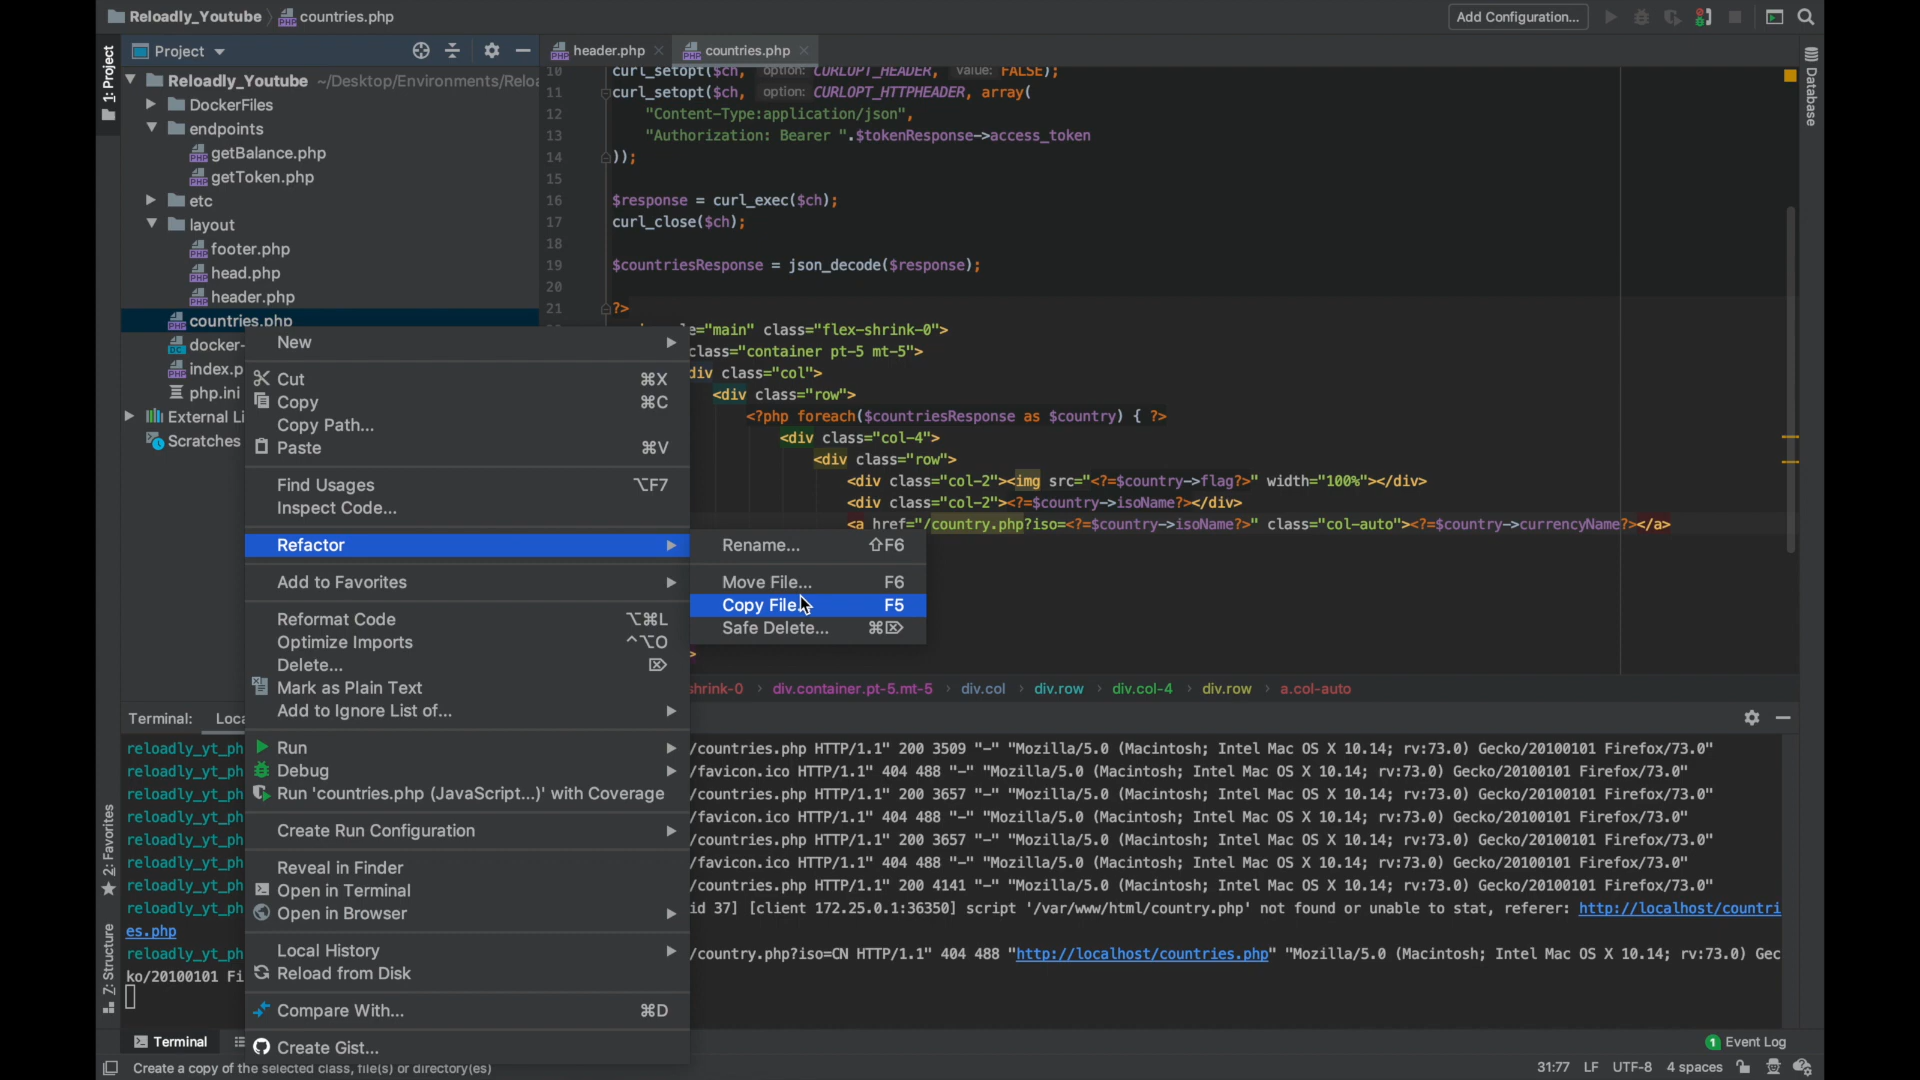 Reloadly_Youtube
countries.php
Add Configuration...
1: Project
Project
header.php
countries.php
Database
Reloadly_Youtube ~/Desktop/Environments/Reloa
DockerFiles
endpoints
getBalance.php
getToken.php
etc
layout
footer.php
head.php
header.php
countries.php
docker-
index.p
php.ini
External Li
Scratches
10 curl_setopt($ch, option: CURLOPT_HEADER, value: FALSE);
11 curl_setopt($ch, option: CURLOPT_HTTPHEADER, array(
12 "Content-Type:application/json",
13 "Authorization: Bearer ".$tokenResponse->access_token
14 ));
15
16 $response = curl_exec($ch);
17 curl_close($ch);
18
19 $countriesResponse = json_decode($response);
20
21 ?>
e="main" class="flex-shrink-0">
class="container pt-5 mt-5">
div class="col">
<div class="row">
<?php foreach($countriesResponse as $country) { ?>
<div class="col-4">
<div class="row">
<div class="col-2"><img src="<?=$country->flag?>" width="100%"></div>
<div class="col-2"><?=$country->isoName?></div>
<a href="/country.php?iso=<?=$country->isoName?>" class="col-auto"><?=$country->currencyName?></a>
>
New
Cut ⌘X
Copy ⌘C
Copy Path...
Paste ⌘V
Find Usages ⌥F7
Inspect Code...
Refactor
Add to Favorites
Reformat Code ⌥⌘L
Optimize Imports ^⌥O
Delete... ⌦
Mark as Plain Text
Add to Ignore List of...
Run
Debug
Run 'countries.php (JavaScript...)' with Coverage
Create Run Configuration
Reveal in Finder
Open in Terminal
Open in Browser
Local History
Reload from Disk
Compare With... ⌘D
Create Gist...
Rename... ⇧F6
Move File... F6
Copy File.. F5
Safe Delete... ⌘⌦
shrink-0 › div.container.pt-5.mt-5 › div.col › div.row › div.col-4 › div.row › a.col-auto
Terminal: Loca
reloadly_yt_ph /countries.php HTTP/1.1" 200 3509 "-" "Mozilla/5.0 (Macintosh; Intel Mac OS X 10.14; rv:73.0) Gecko/20100101 Firefox/73.0"
reloadly_yt_ph /favicon.ico HTTP/1.1" 404 488 "-" "Mozilla/5.0 (Macintosh; Intel Mac OS X 10.14; rv:73.0) Gecko/20100101 Firefox/73.0"
reloadly_yt_ph /countries.php HTTP/1.1" 200 3657 "-" "Mozilla/5.0 (Macintosh; Intel Mac OS X 10.14; rv:73.0) Gecko/20100101 Firefox/73.0"
reloadly_yt_ph /favicon.ico HTTP/1.1" 404 488 "-" "Mozilla/5.0 (Macintosh; Intel Mac OS X 10.14; rv:73.0) Gecko/20100101 Firefox/73.0"
reloadly_yt_ph /countries.php HTTP/1.1" 200 3657 "-" "Mozilla/5.0 (Macintosh; Intel Mac OS X 10.14; rv:73.0) Gecko/20100101 Firefox/73.0"
reloadly_yt_ph /favicon.ico HTTP/1.1" 404 488 "-" "Mozilla/5.0 (Macintosh; Intel Mac OS X 10.14; rv:73.0) Gecko/20100101 Firefox/73.0"
reloadly_yt_ph /countries.php HTTP/1.1" 200 4141 "-" "Mozilla/5.0 (Macintosh; Intel Mac OS X 10.14; rv:73.0) Gecko/20100101 Firefox/73.0"
reloadly_yt_ph id 37] [client 172.25.0.1:36350] script '/var/www/html/country.php' not found or unable to stat, referer: http://localhost/countri
es.php
reloadly_yt_ph /country.php?iso=CN HTTP/1.1" 404 488 "http://localhost/countries.php" "Mozilla/5.0 (Macintosh; Intel Mac OS X 10.14; rv:73.0) Gec
ko/20100101 Fi
2: Favorites
7: Structure
Terminal
1 Event Log
Create a copy of the selected class, file(s) or directory(es)
31:77 LF UTF-8 4 spaces